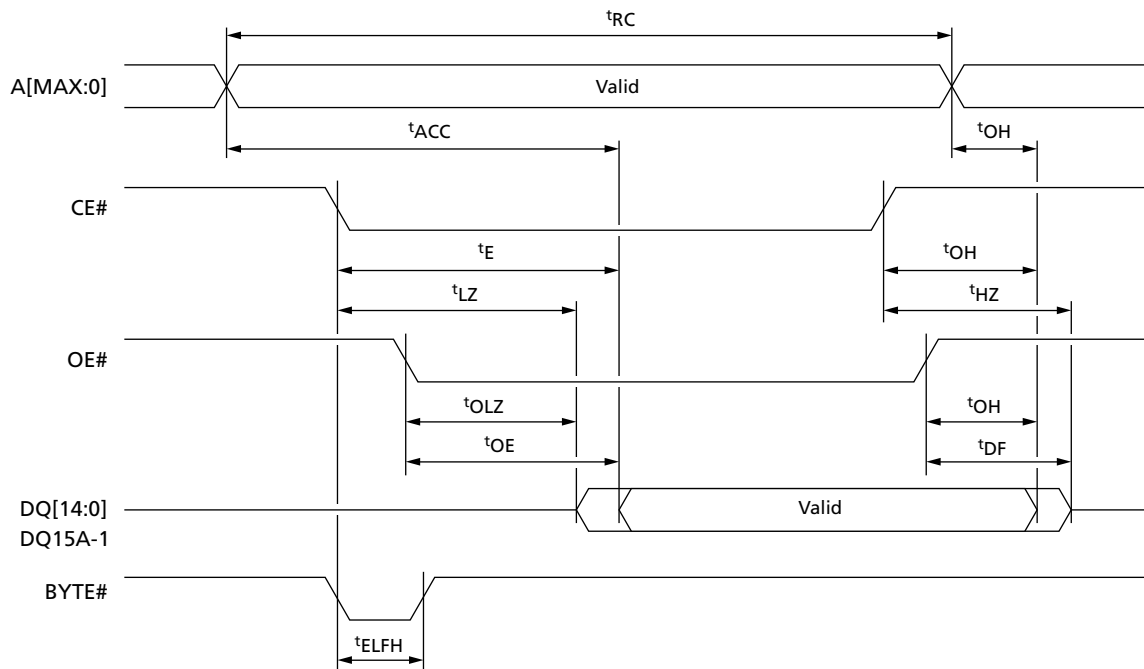 tRC
A[MAX:0] Valid
tACC tOH
CE#
tE tOH
tLZ tHZ
OE#
tOLZ tOH
tOE tDF
DQ[14:0] Valid
DQ15A-1
BYTE#
tELFH